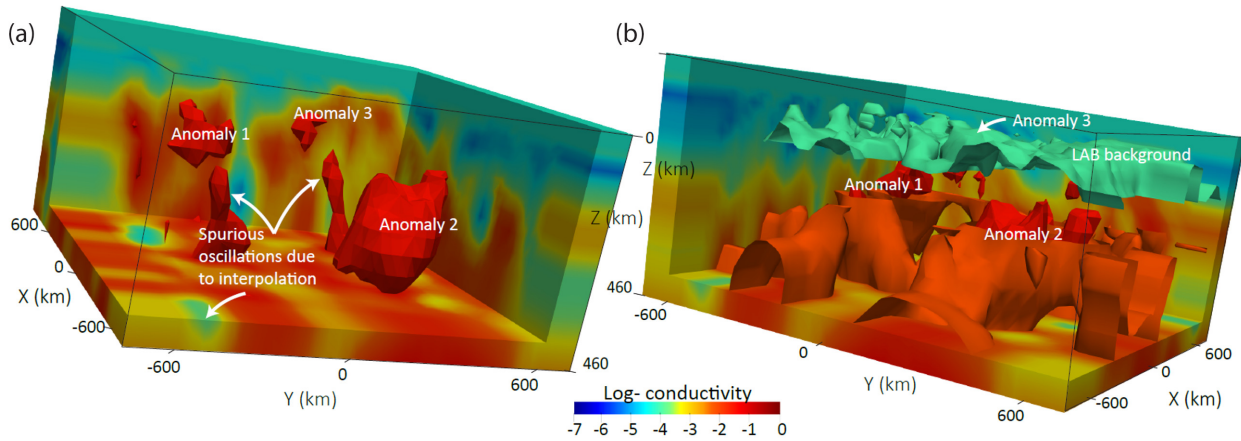 (a)
Anomaly 1
Anomaly 3
Anomaly 2
Spurious
oscillations due
to interpolation
600
0
-600
X (km)
-600
0
600
Y (km)
0
Z (km)
460
(b)
Anomaly 3
LAB background
Anomaly 1
Anomaly 2
Z (km)
460
-600
0
600
Y (km)
-600
0
600
X (km)
Log- conductivity
-7 -6 -5 -4 -3 -2 -1 0